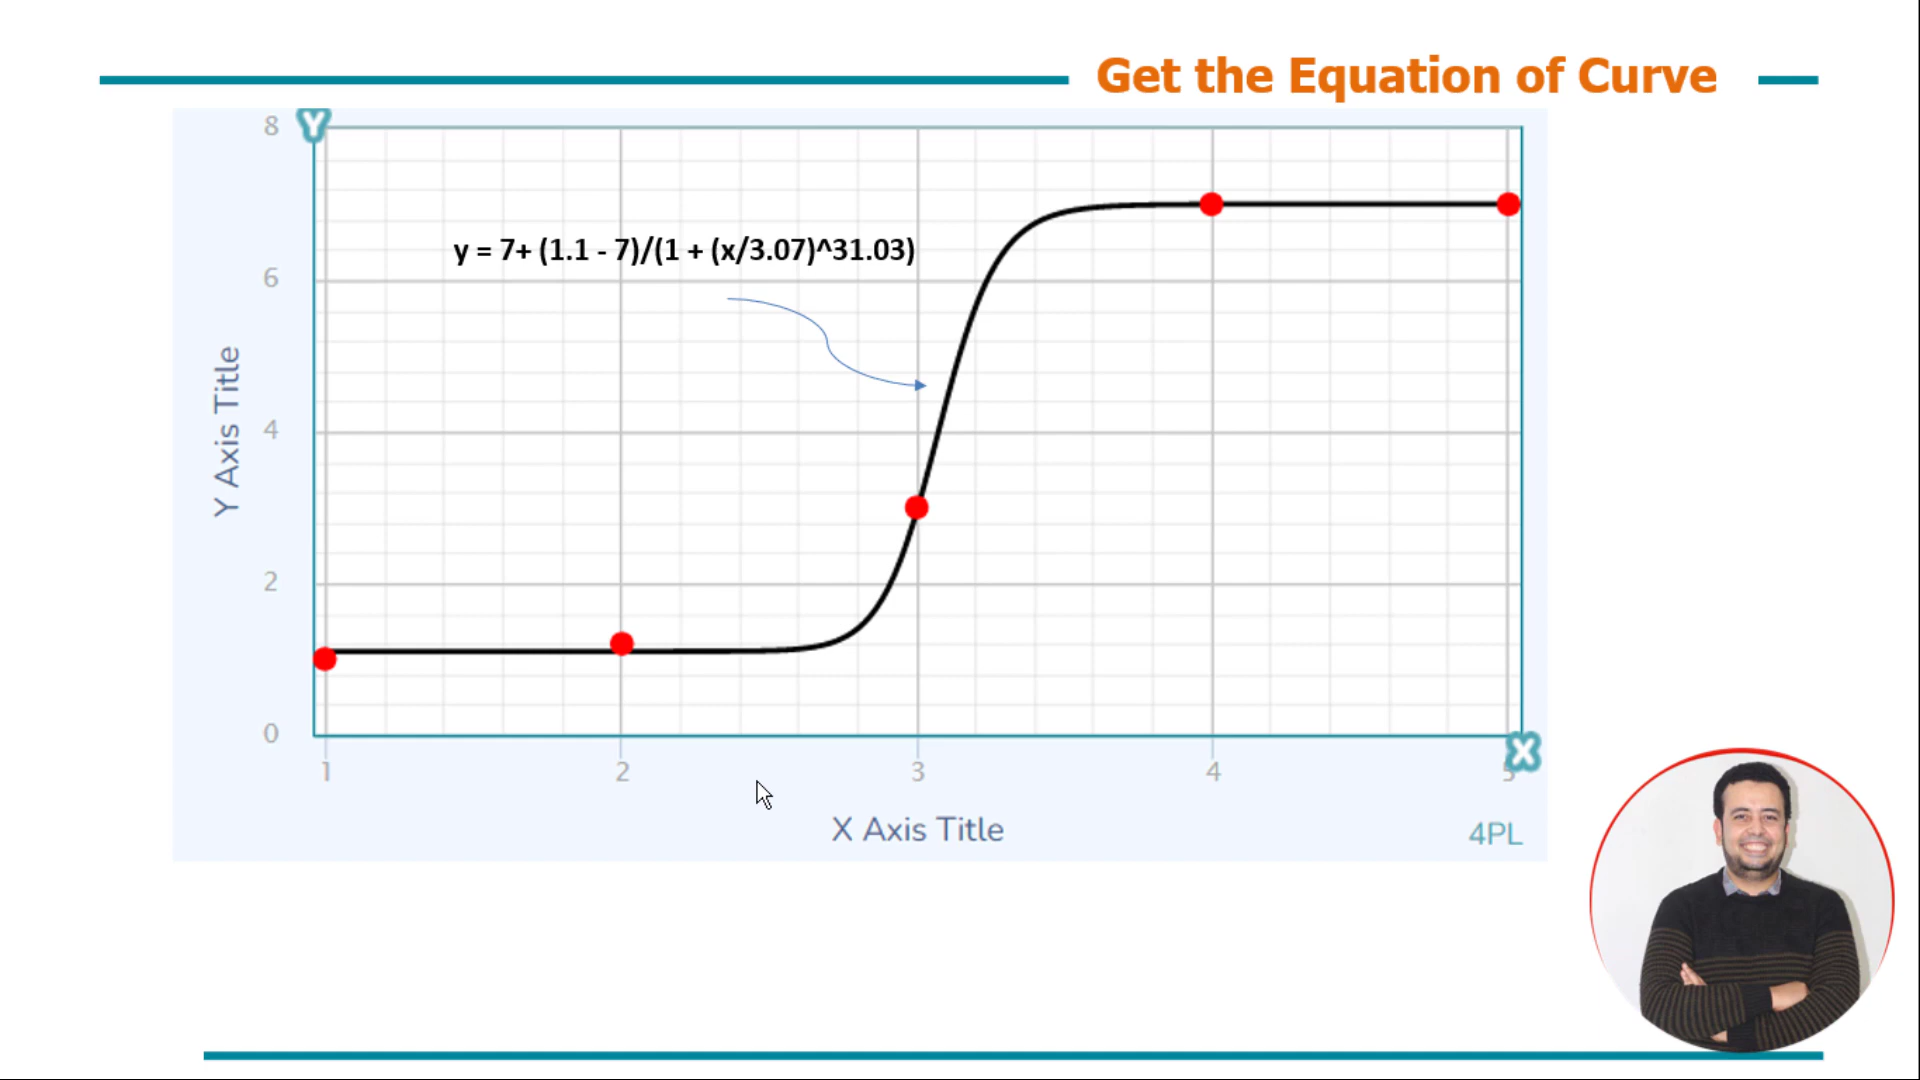 Get the Equation of Curve
Y
8
y = 7+ (1.1 - 7)/(1 + (x/3.07)^31.03)
6
Y Axis Title
4
2
0
X
1 2 3 4 5
X Axis Title
4PL